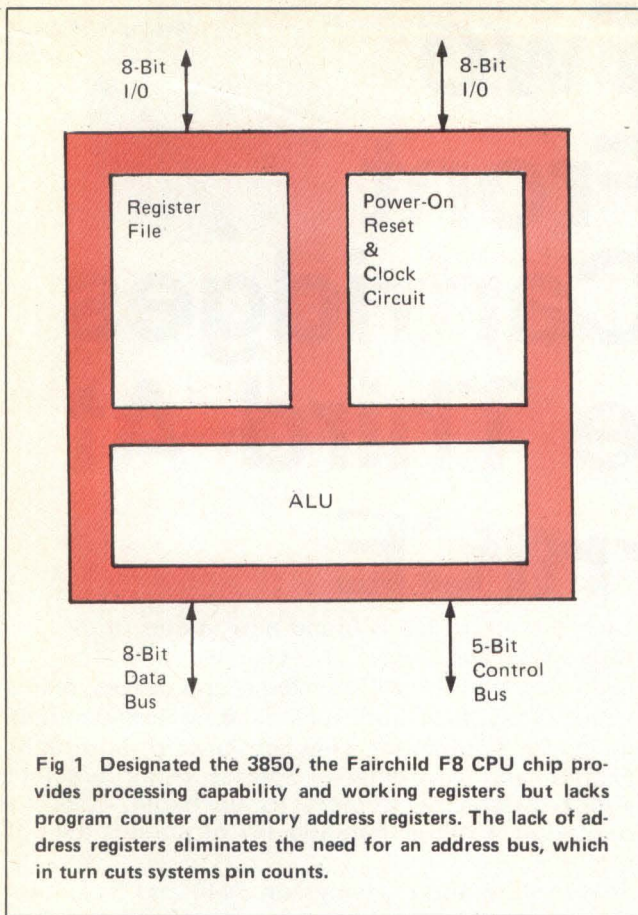 8-Bit
I/0
8-Bit
I/0
Register
File
Power-On
Reset
&
Clock
Circuit
ALU
8-Bit
Data
Bus
5-Bit
Control
Bus
Fig 1 Designated the 3850, the Fairchild F8 CPU chip pro-
vides processing capability and working registers but lacks
program counter or memory address registers. The lack of ad-
dress registers eliminates the need for an address bus, which
in turn cuts systems pin counts.